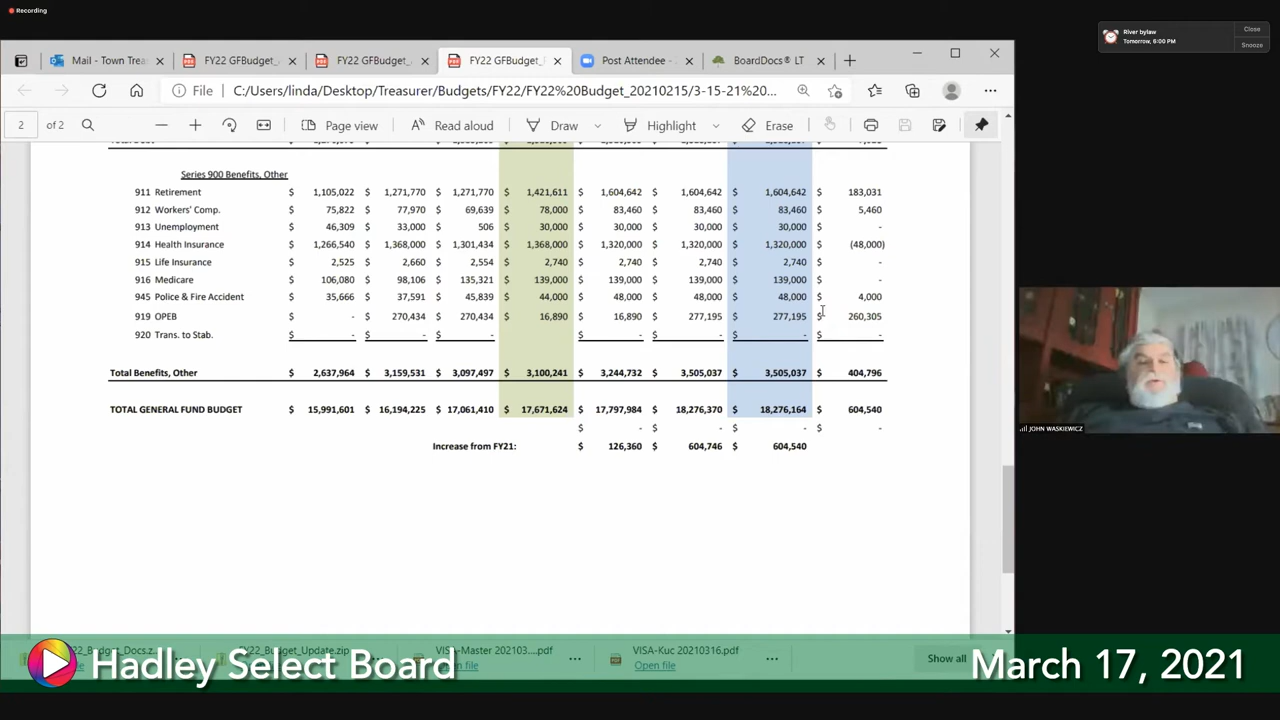 Recording
River bylaw
Tomorrow, 6:00 PM
Close
Snooze
Mail - Town Trea
FY22 GFBudget_
FY22 GFBudget_
FY22 GFBudget_
Post Attendee -
BoardDocs® LT
File C:/Users/linda/Desktop/Treasurer/Budgets/FY22/FY22%20Budget_20210215/3-15-21%20...
2 of 2 Page view Read aloud Draw Highlight Erase
Series 900 Benefits, Other
911 Retirement $ 1,105,022 $ 1,271,770 $ 1,271,770 $ 1,421,611 $ 1,604,642 $ 1,604,642 $ 1,604,642 $ 183,031
912 Workers' Comp. $ 75,822 $ 77,970 $ 69,639 $ 78,000 $ 83,460 $ 83,460 $ 83,460 $ 5,460
913 Unemployment $ 46,309 $ 33,000 $ 506 $ 30,000 $ 30,000 $ 30,000 $ 30,000 $ -
914 Health Insurance $ 1,266,540 $ 1,368,000 $ 1,301,434 $ 1,368,000 $ 1,320,000 $ 1,320,000 $ 1,320,000 $ (48,000)
915 Life Insurance $ 2,525 $ 2,660 $ 2,554 $ 2,740 $ 2,740 $ 2,740 $ 2,740 $ -
916 Medicare $ 106,080 $ 98,106 $ 135,321 $ 139,000 $ 139,000 $ 139,000 $ 139,000 $ -
945 Police & Fire Accident $ 35,666 $ 37,591 $ 45,839 $ 44,000 $ 48,000 $ 48,000 $ 48,000 $ 4,000
919 OPEB $ - $ 270,434 $ 270,434 $ 16,890 $ 16,890 $ 277,195 $ 277,195 $ 260,305
920 Trans. to Stab. $ - $ - $ - $ $ - $ - $ - $ -
Total Benefits, Other $ 2,637,964 $ 3,159,531 $ 3,097,497 $ 3,100,241 $ 3,244,732 $ 3,505,037 $ 3,505,037 $ 404,796
TOTAL GENERAL FUND BUDGET $ 15,991,601 $ 16,194,225 $ 17,061,410 $ 17,671,624 $ 17,797,984 $ 18,276,370 $ 18,276,164 $ 604,540
$ - $ - $ - $ -
Increase from FY21: $ 126,360 $ 604,746 $ 604,540
JOHN WASKIEWICZ
22_Budget_Docs.z...
FY22_Budget_Update.zip
VISA-Master 202103....pdf
Open file
VISA-Kuc 20210316.pdf
Open file
Show all
Hadley Select Board
March 17, 2021